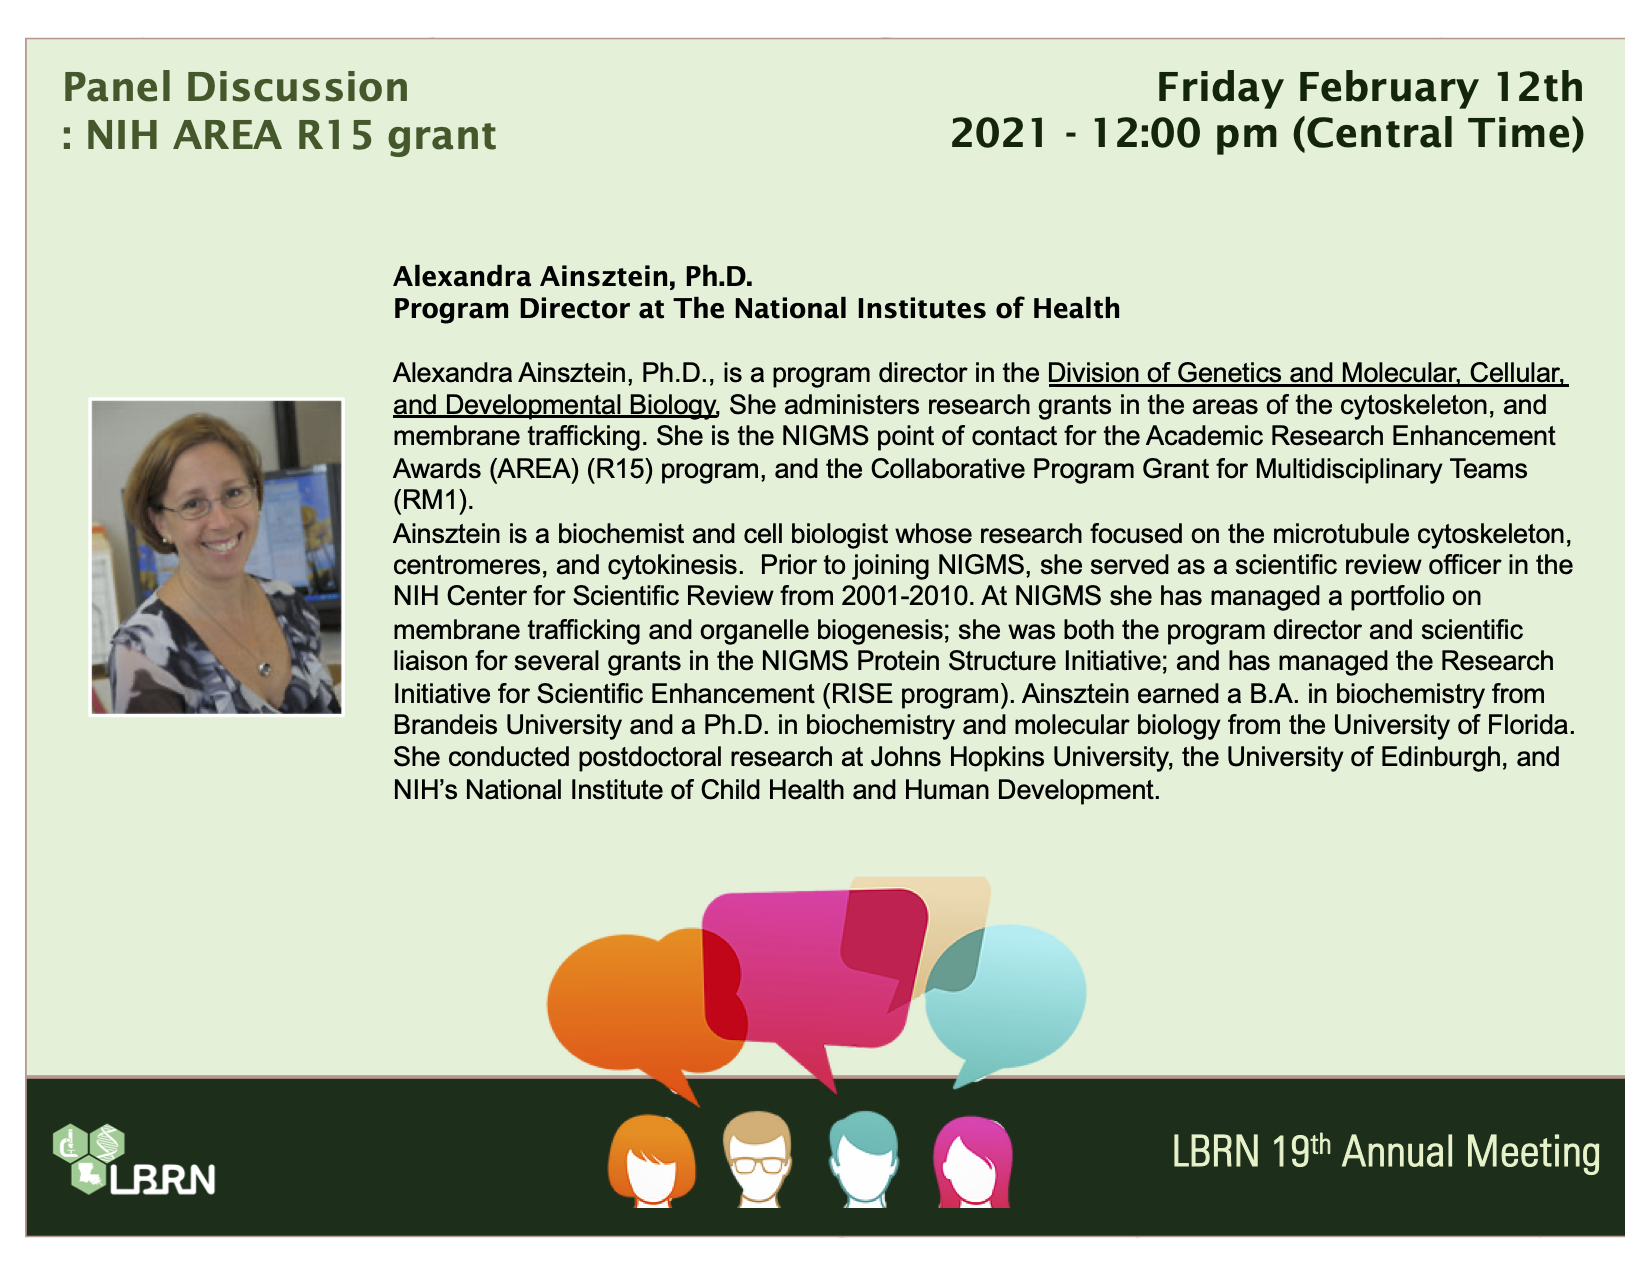 Panel Discussion
: NIH AREA R15 grant
Friday February 12th
2021 - 12:00 pm (Central Time)
Alexandra Ainsztein, Ph.D.
Program Director at The National Institutes of Health
Alexandra Ainsztein, Ph.D., is a program director in the Division of Genetics and Molecular, Cellular,
and Developmental Biology, She administers research grants in the areas of the cytoskeleton, and
membrane trafficking. She is the NIGMS point of contact for the Academic Research Enhancement
Awards (AREA) (R15) program, and the Collaborative Program Grant for Multidisciplinary Teams
(RM1).
Ainsztein is a biochemist and cell biologist whose research focused on the microtubule cytoskeleton,
centromeres, and cytokinesis.  Prior to joining NIGMS, she served as a scientific review officer in the
NIH Center for Scientific Review from 2001-2010. At NIGMS she has managed a portfolio on
membrane trafficking and organelle biogenesis; she was both the program director and scientific
liaison for several grants in the NIGMS Protein Structure Initiative; and has managed the Research
Initiative for Scientific Enhancement (RISE program). Ainsztein earned a B.A. in biochemistry from
Brandeis University and a Ph.D. in biochemistry and molecular biology from the University of Florida.
She conducted postdoctoral research at Johns Hopkins University, the University of Edinburgh, and
NIH’s National Institute of Child Health and Human Development.
LBRN
LBRN 19th Annual Meeting